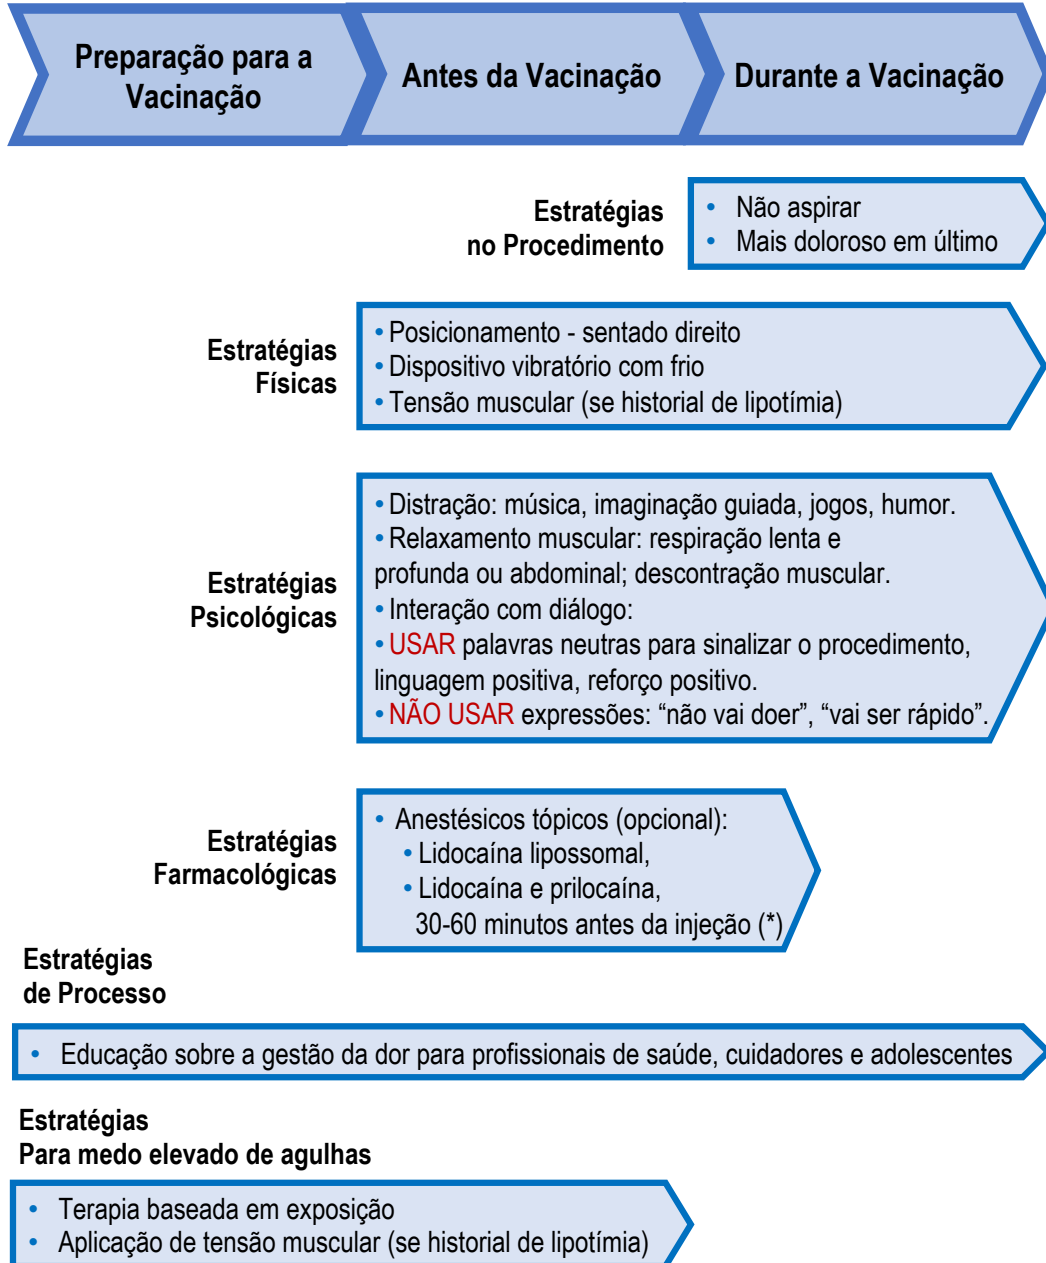 Preparação para a
Vacinação
Antes da Vacinação
Durante a Vacinação
Estratégias
no Procedimento
• Não aspirar
• Mais doloroso em último
Estratégias
Físicas
• Posicionamento - sentado direito
• Dispositivo vibratório com frio
• Tensão muscular (se historial de lipotímia)
Estratégias
Psicológicas
• Distração: música, imaginação guiada, jogos, humor.
• Relaxamento muscular: respiração lenta e
profunda ou abdominal; descontração muscular.
• Interação com diálogo:
• USAR palavras neutras para sinalizar o procedimento,
linguagem positiva, reforço positivo.
• NÃO USAR expressões: “não vai doer”, “vai ser rápido”.
Estratégias
Farmacológicas
• Anestésicos tópicos (opcional):
• Lidocaína lipossomal,
• Lidocaína e prilocaína,
30-60 minutos antes da injeção (*)
Estratégias
de Processo
• Educação sobre a gestão da dor para profissionais de saúde, cuidadores e adolescentes
Estratégias
Para medo elevado de agulhas
• Terapia baseada em exposição
• Aplicação de tensão muscular (se historial de lipotímia)